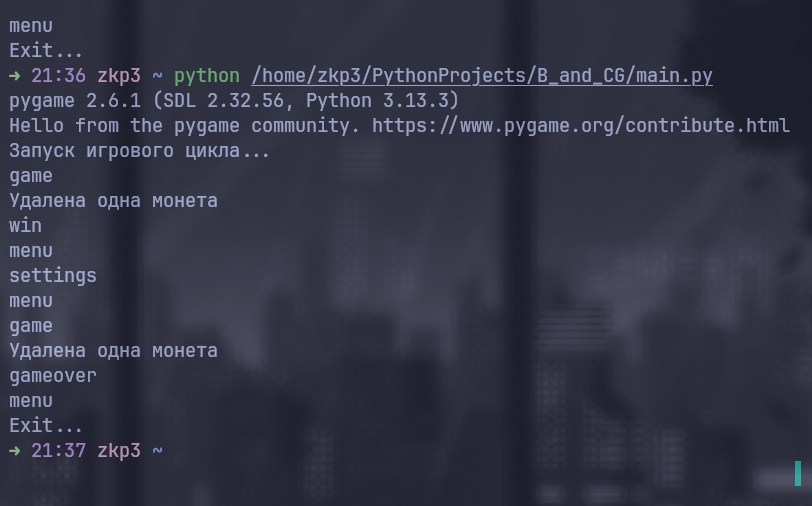 menu
Exit...
➜ 21:36 zkp3 ~ python /home/zkp3/PythonProjects/B_and_CG/main.py
pygame 2.6.1 (SDL 2.32.56, Python 3.13.3)
Hello from the pygame community. https://www.pygame.org/contribute.html
Запуск игрового цикла...
game
Удалена одна монета
win
menu
settings
menu
game
Удалена одна монета
gameover
menu
Exit...
➜ 21:37 zkp3 ~